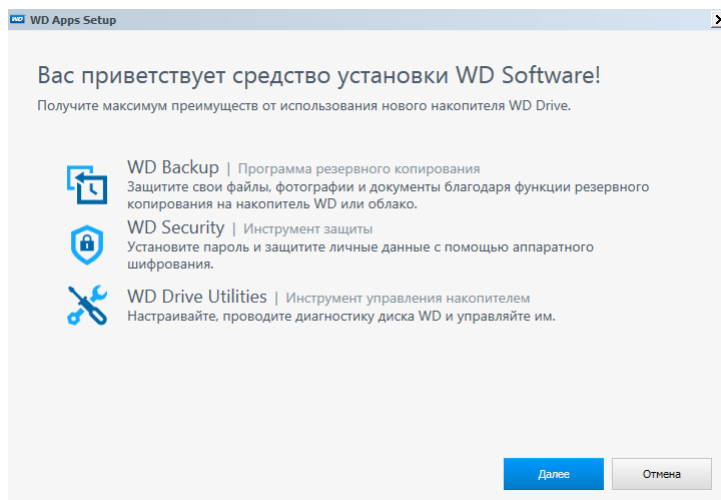 WD WD Apps Setup
Вас приветствует средство установки WD Software!
Получите максимум преимуществ от использования нового накопителя WD Drive.
WD Backup | Программа резервного копирования
Защитите свои файлы, фотографии и документы благодаря функции резервного
копирования на накопитель WD или облако.
WD Security | Инструмент защиты
Установите пароль и защитите личные данные с помощью аппаратного
шифрования.
WD Drive Utilities | Инструмент управления накопителем
Настраивайте, проводите диагностику диска WD и управляйте им.
Далее Отмена